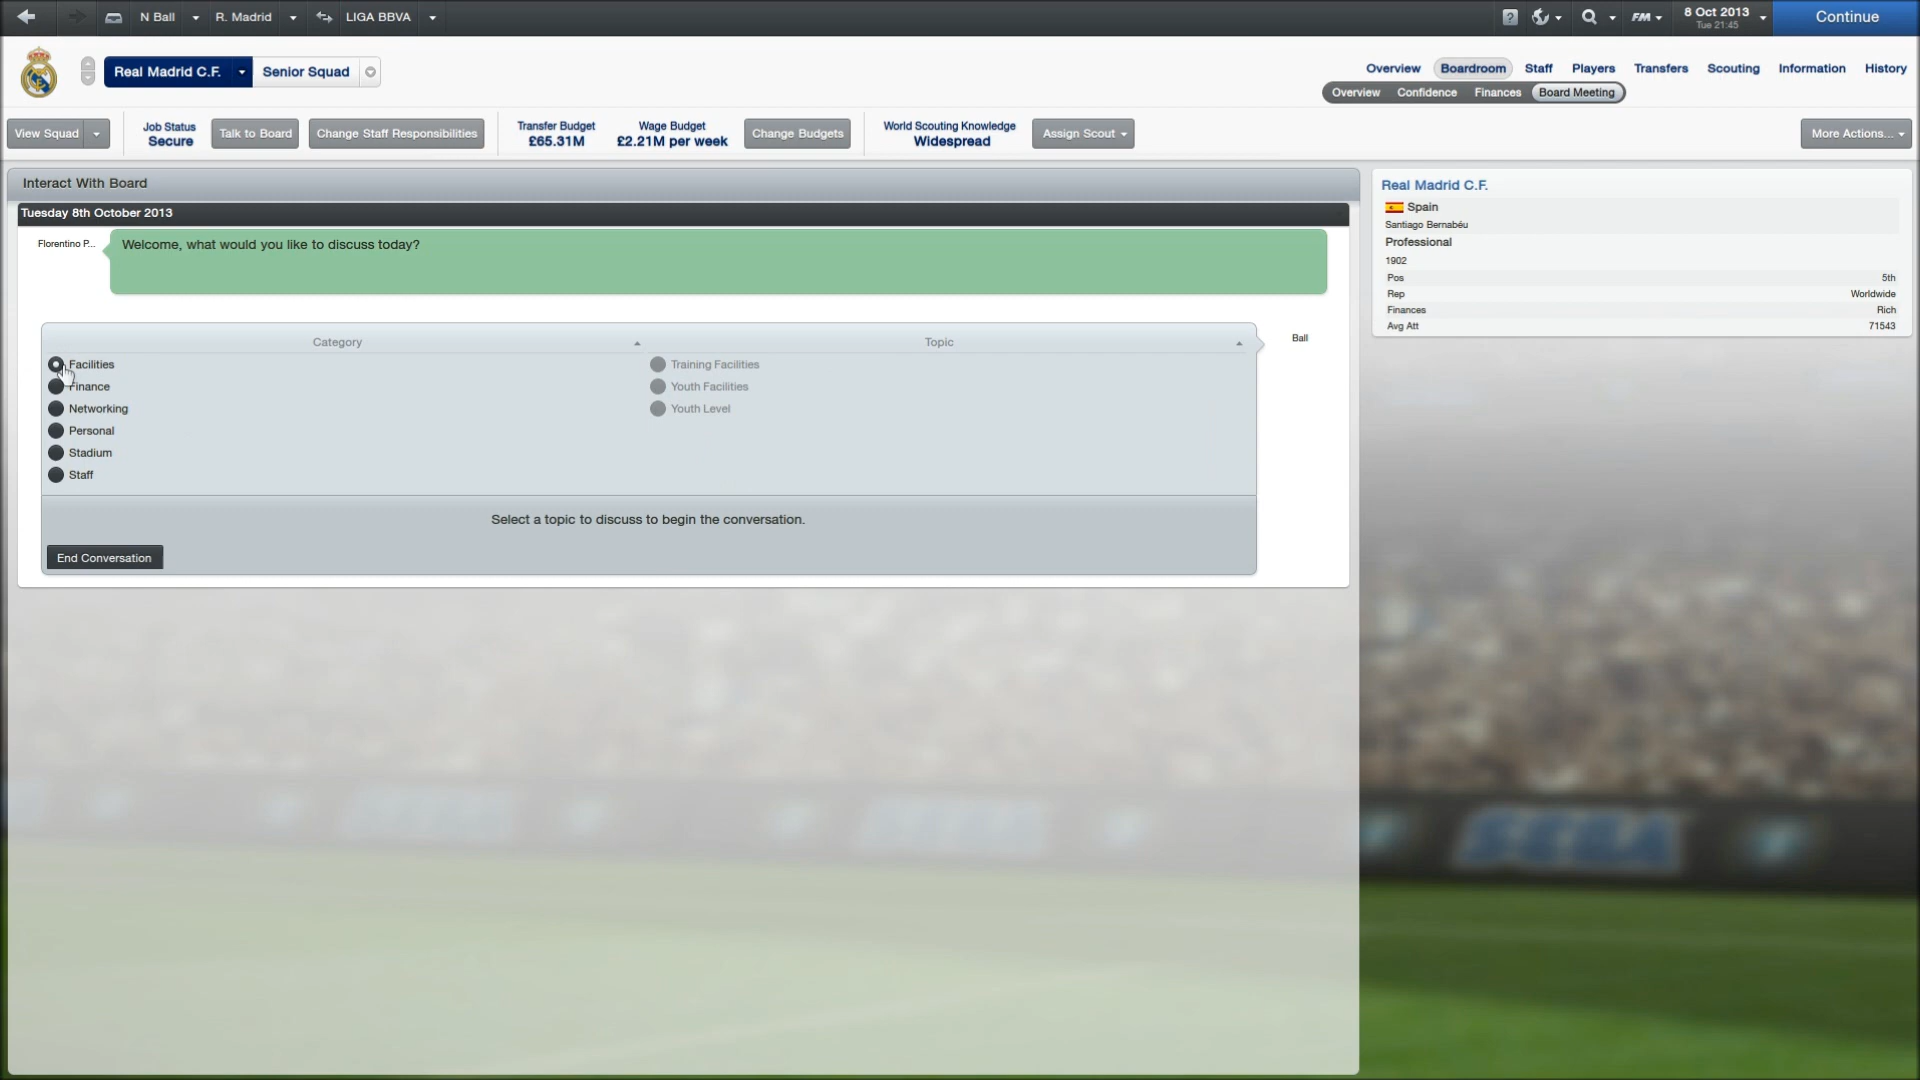 N Ball
R. Madrid
LIGA BBVA
?
FM
8 Oct 2013
Tue 21:45
Continue
Real Madrid C.F.
Senior Squad
Overview
Boardroom
Staff
Players
Transfers
Scouting
Information
History
Overview
Confidence
Finances
Board Meeting
View Squad
Job Status
Secure
Talk to Board
Change Staff Responsibilities
Transfer Budget
£65.31M
Wage Budget
£2.21M per week
Change Budgets
World Scouting Knowledge
Widespread
Assign Scout
More Actions...
Interact With Board
Tuesday 8th October 2013
Florentino P...
Welcome, what would you like to discuss today?
Category
Topic
Ball
Facilities
Finance
Networking
Personal
Stadium
Staff
Training Facilities
Youth Facilities
Youth Level
Select a topic to discuss to begin the conversation.
End Conversation
Real Madrid C.F.
Spain
Santiago Bernabéu
Professional
1902
Pos 5th
Rep Worldwide
Finances Rich
Avg Att 71543
SEGA
SEGA
SEGA